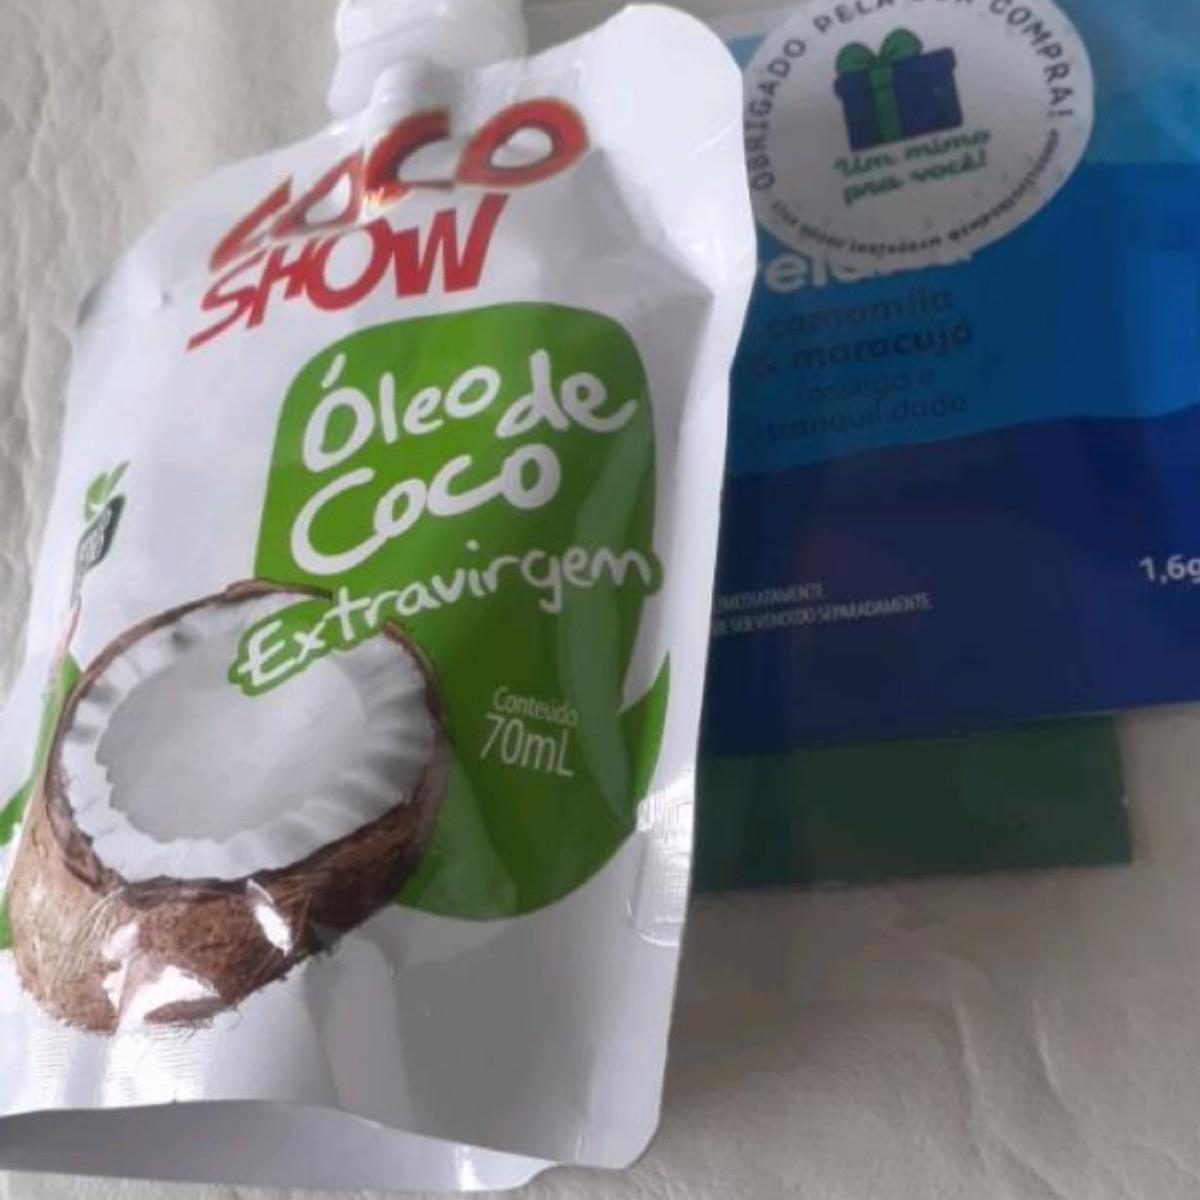 COCO
SHOW
Óleo de
Coco
Extravirgem
Conteúdo
70mL
OBRIGADO PELA SUA COMPRA!
Um mimo
pra você!
camomila
& maracujá
sossego e
tranquilidade
1,6g
IMEDIATAMENTE.
SER VENDIDO SEPARADAMENTE.